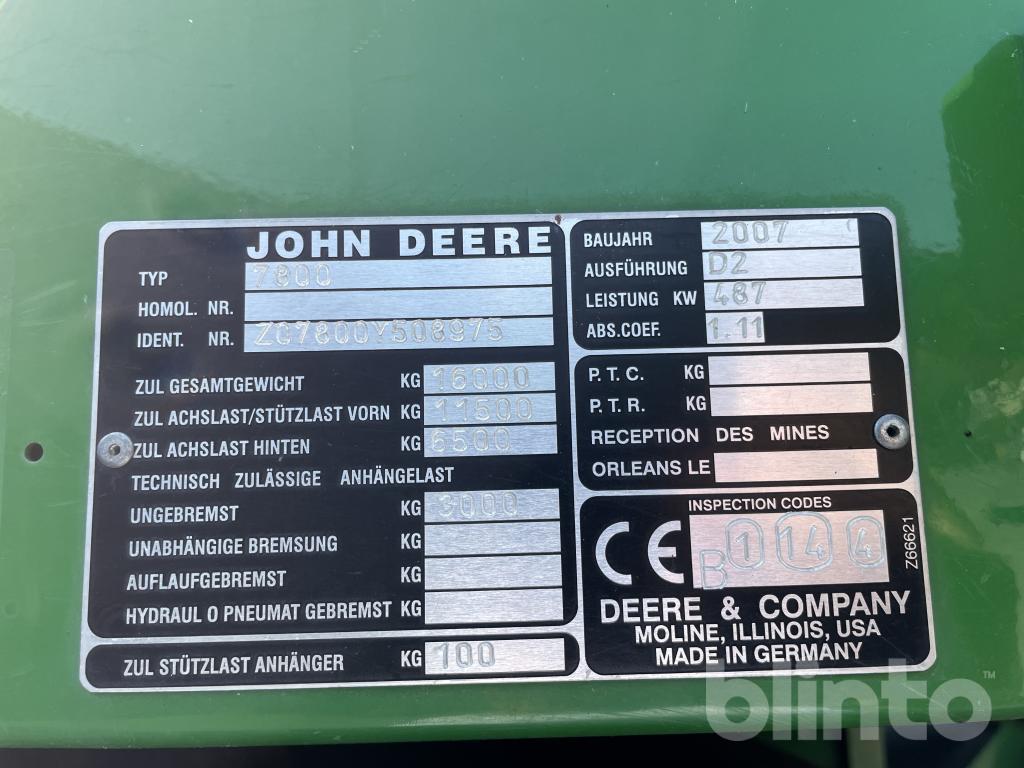 JOHN DEERE
TYP 7800
HOMOL. NR.
IDENT. NR. ZG7800Y508975
ZUL GESAMTGEWICHT KG 16000
ZUL ACHSLAST/STÜTZLAST VORN KG 11500
ZUL ACHSLAST HINTEN KG 6500
TECHNISCH ZULÄSSIGE ANHÄNGELAST
UNGEBREMST KG 3000
UNABHÄNGIGE BREMSUNG KG
AUFLAUFGEBREMST KG
HYDRAUL O PNEUMAT GEBREMST KG
ZUL STÜTZLAST ANHÄNGER KG 100
BAUJAHR 2007
AUSFÜHRUNG D2
LEISTUNG KW 487
ABS.COEF. 1.11
P.T.C. KG
P.T.R. KG
RECEPTION DES MINES
ORLEANS LE
INSPECTION CODES
CE B 1 14 4
Z66621
DEERE & COMPANY
MOLINE, ILLINOIS, USA
MADE IN GERMANY
blinto™